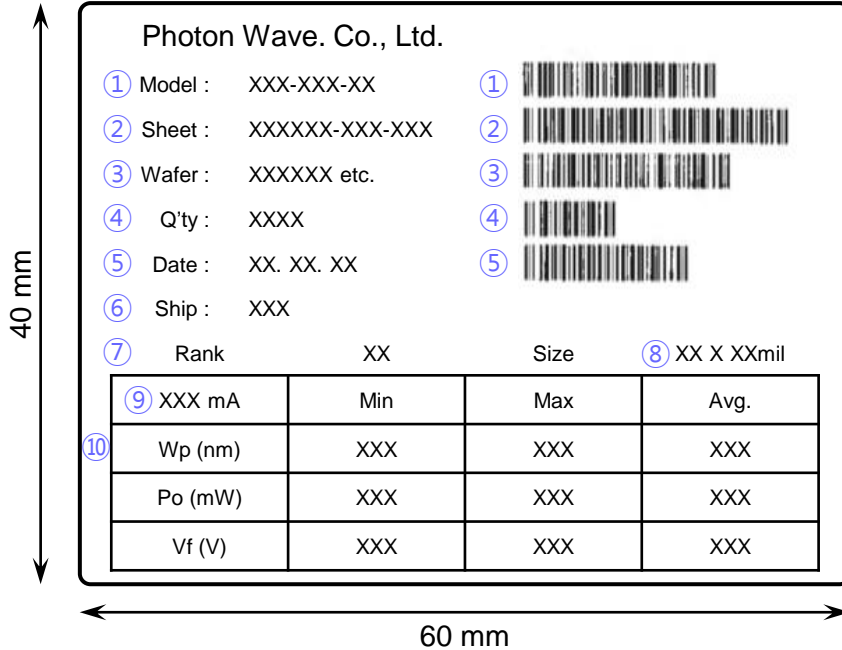 Photon Wave. Co., Ltd.
① Model : XXX-XXX-XX ①
② Sheet : XXXXXX-XXX-XXX ②
③ Wafer : XXXXXX etc. ③
④ Q'ty : XXXX ④
⑤ Date : XX. XX. XX ⑤
⑥ Ship : XXX
⑦ Rank XX Size ⑧ XX X XXmil
⑨ XXX mA Min Max Avg.
⑩ Wp (nm) XXX XXX XXX
Po (mW) XXX XXX XXX
Vf (V) XXX XXX XXX
40 mm
60 mm